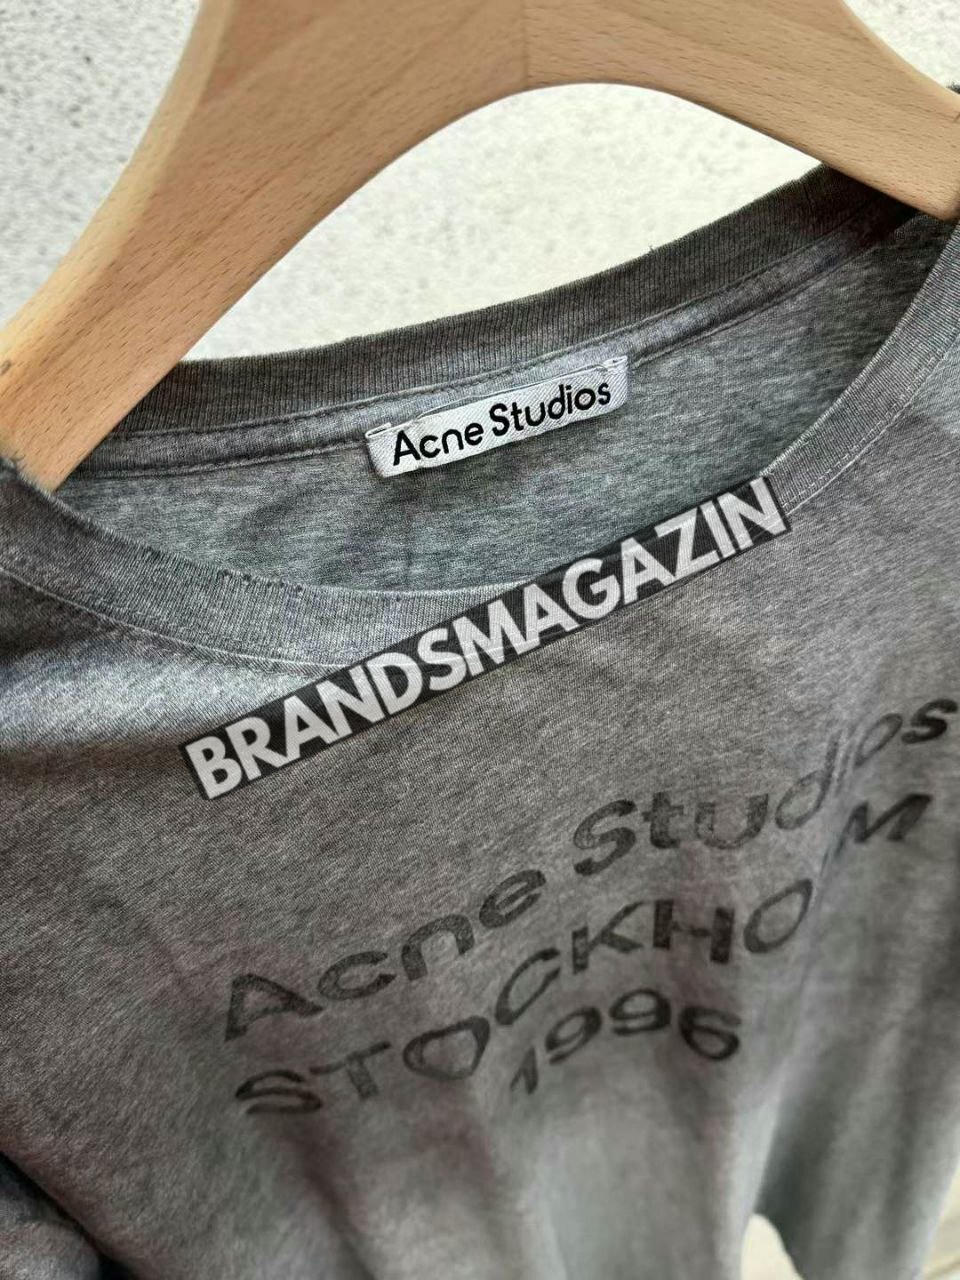 Acne Studios
BRANDSMAGAZIN
Acne Studios
STOCKHOLM
1996